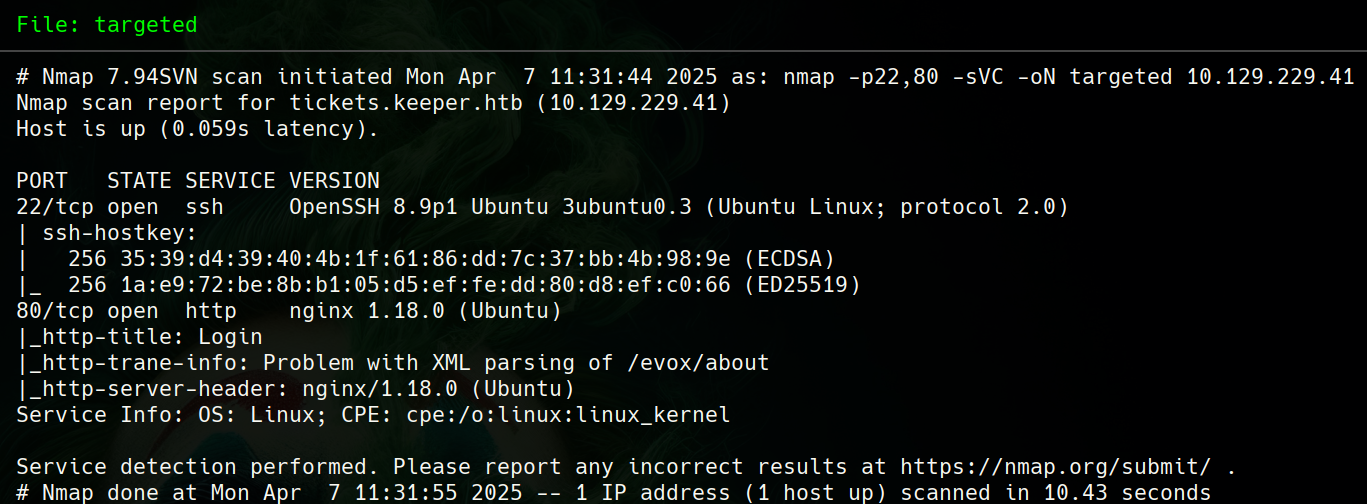 File: targeted
# Nmap 7.94SVN scan initiated Mon Apr  7 11:31:44 2025 as: nmap -p22,80 -sVC -oN targeted 10.129.229.41
Nmap scan report for tickets.keeper.htb (10.129.229.41)
Host is up (0.059s latency).

PORT   STATE SERVICE VERSION
22/tcp open  ssh     OpenSSH 8.9p1 Ubuntu 3ubuntu0.3 (Ubuntu Linux; protocol 2.0)
| ssh-hostkey:
|   256 35:39:d4:39:40:4b:1f:61:86:dd:7c:37:bb:4b:98:9e (ECDSA)
|_  256 1a:e9:72:be:8b:b1:05:d5:ef:fe:dd:80:d8:ef:c0:66 (ED25519)
80/tcp open  http    nginx 1.18.0 (Ubuntu)
|_http-title: Login
|_http-trane-info: Problem with XML parsing of /evox/about
|_http-server-header: nginx/1.18.0 (Ubuntu)
Service Info: OS: Linux; CPE: cpe:/o:linux:linux_kernel

Service detection performed. Please report any incorrect results at https://nmap.org/submit/ .
# Nmap done at Mon Apr  7 11:31:55 2025 -- 1 IP address (1 host up) scanned in 10.43 seconds